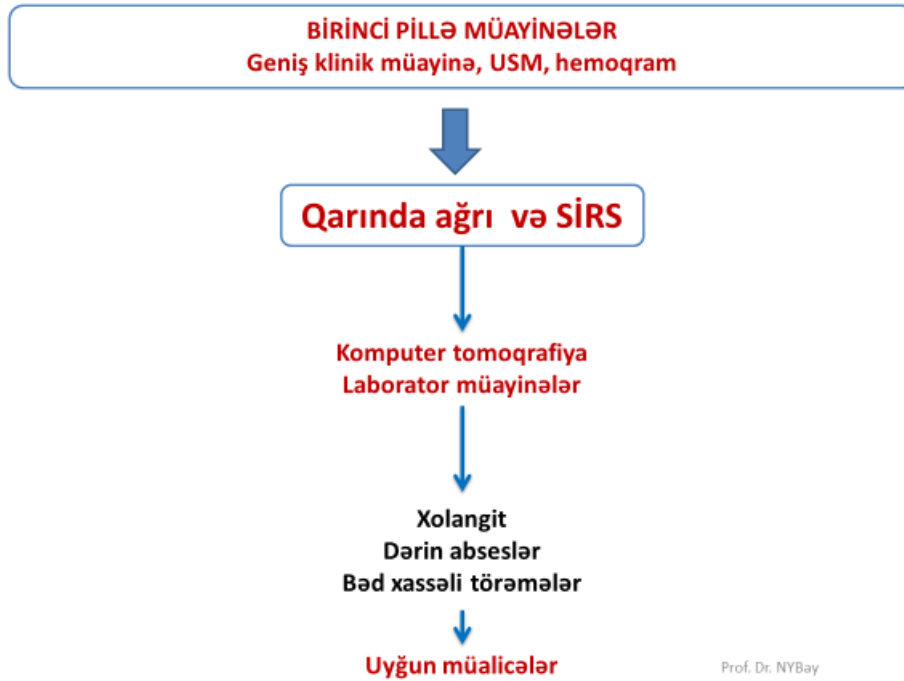 BİRİNCİ PİLLƏ MÜAYİNƏLƏR
Geniş klinik müayinə, USM, hemoqram
Qarında ağrı və SİRS
Komputer tomoqrafiya
Laborator müayinələr
Xolangit
Dərin abseslər
Bəd xassəli törəmələr
Uyğun müalicələr
Prof. Dr. NYBay